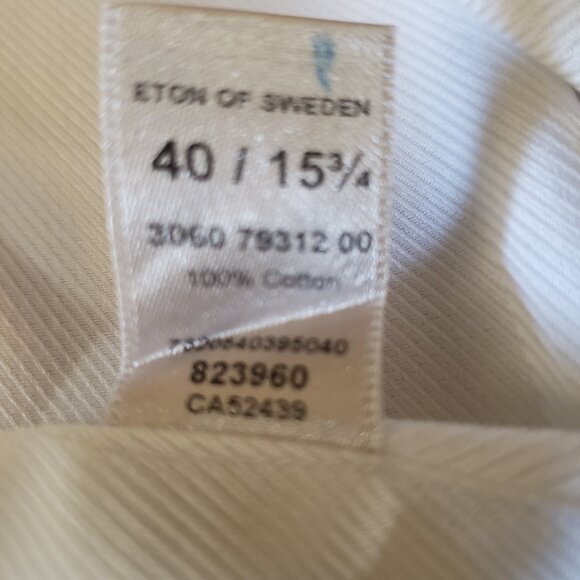 ETON OF SWEDEN
40 / 15¾
3060 79312 00
100% Cotton
823960
CA52439